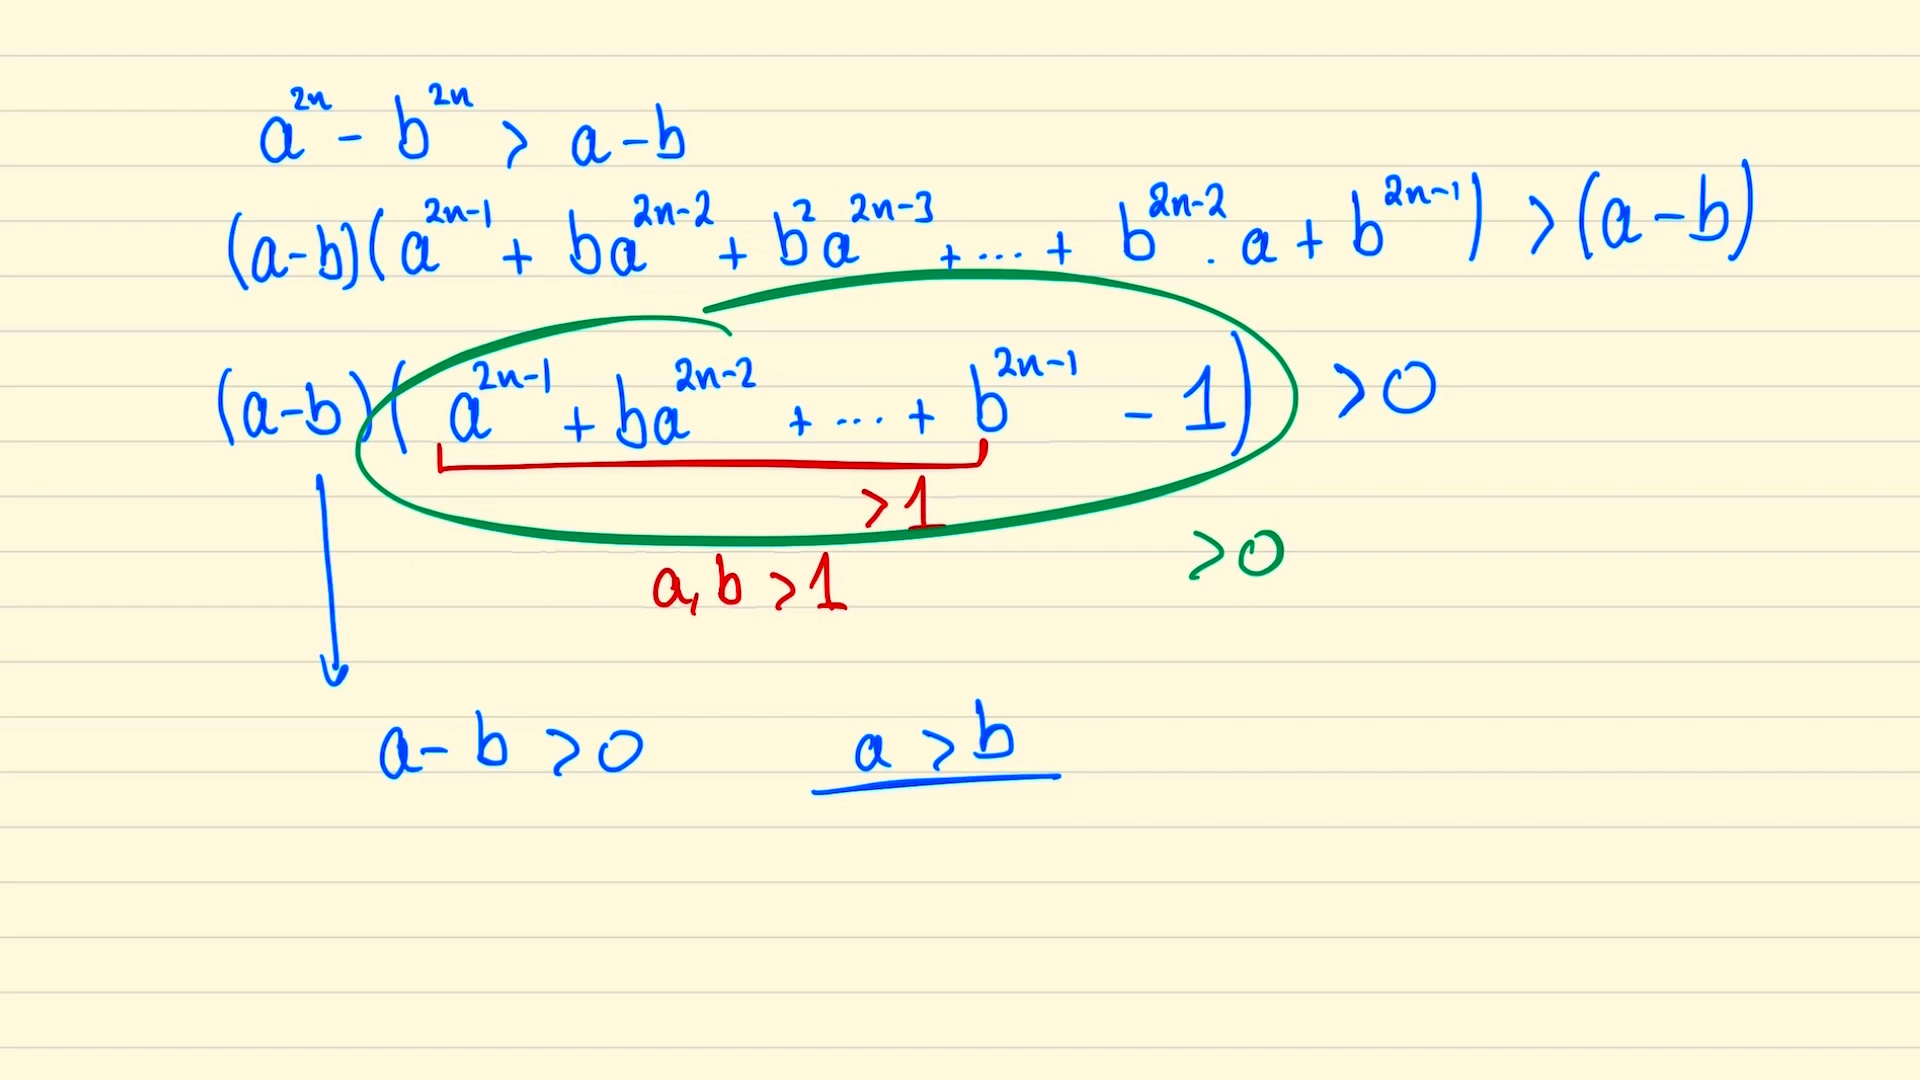 a^{2n} - b^{2n} > a-b
(a-b)(a^{2n-1} + ba^{2n-2} + b^2 a^{2n-3} + ... + b^{2n-2} . a + b^{2n-1}) > (a-b)
(a-b)(a^{2n-1} + ba^{2n-2} + ... + b^{2n-1} - 1) > 0
> 1
> 0
a, b > 1
a - b > 0 a > b